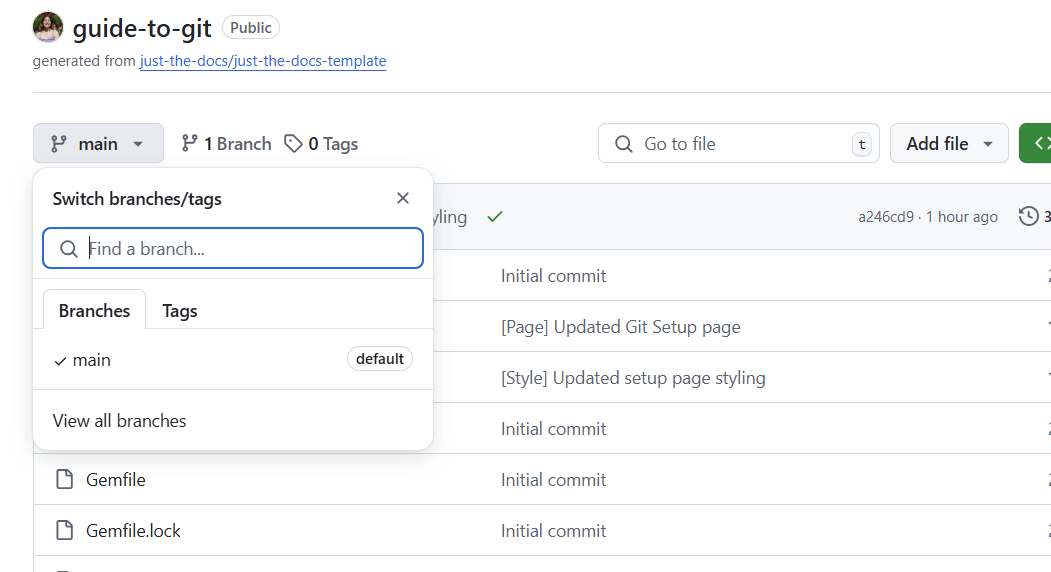 guide-to-git Public
generated from just-the-docs/just-the-docs-template
main 1 Branch 0 Tags Go to file t Add file
Switch branches/tags
a246cd9 · 1 hour ago
Find a branch...
Initial commit
Branches Tags
[Page] Updated Git Setup page
main default
[Style] Updated setup page styling
View all branches
Initial commit
Gemfile Initial commit
Gemfile.lock Initial commit